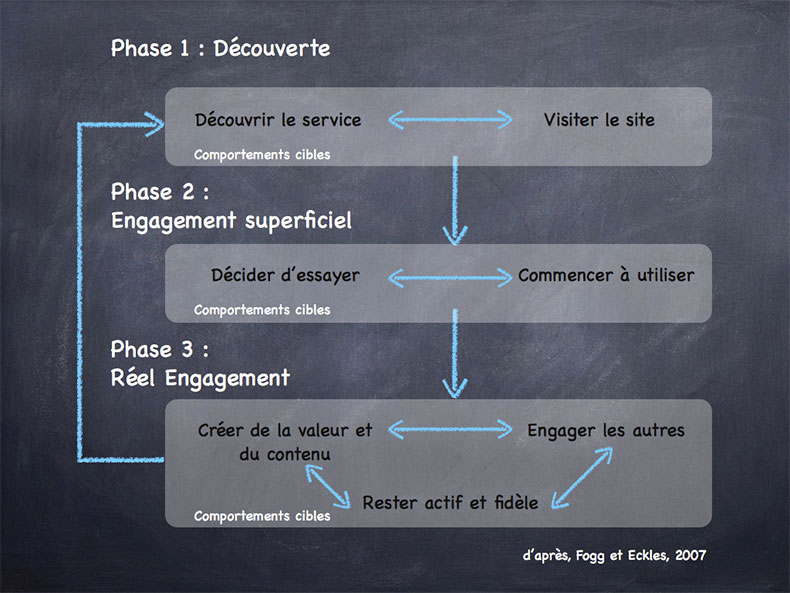 Phase 1 : Découverte
Découvrir le service
Visiter le site
Comportements cibles
Phase 2 :
Engagement superficiel
Décider d'essayer
Commencer à utiliser
Comportements cibles
Phase 3 :
Réel Engagement
Créer de la valeur et
du contenu
Engager les autres
Rester actif et fidèle
Comportements cibles
d'après, Fogg et Eckles, 2007